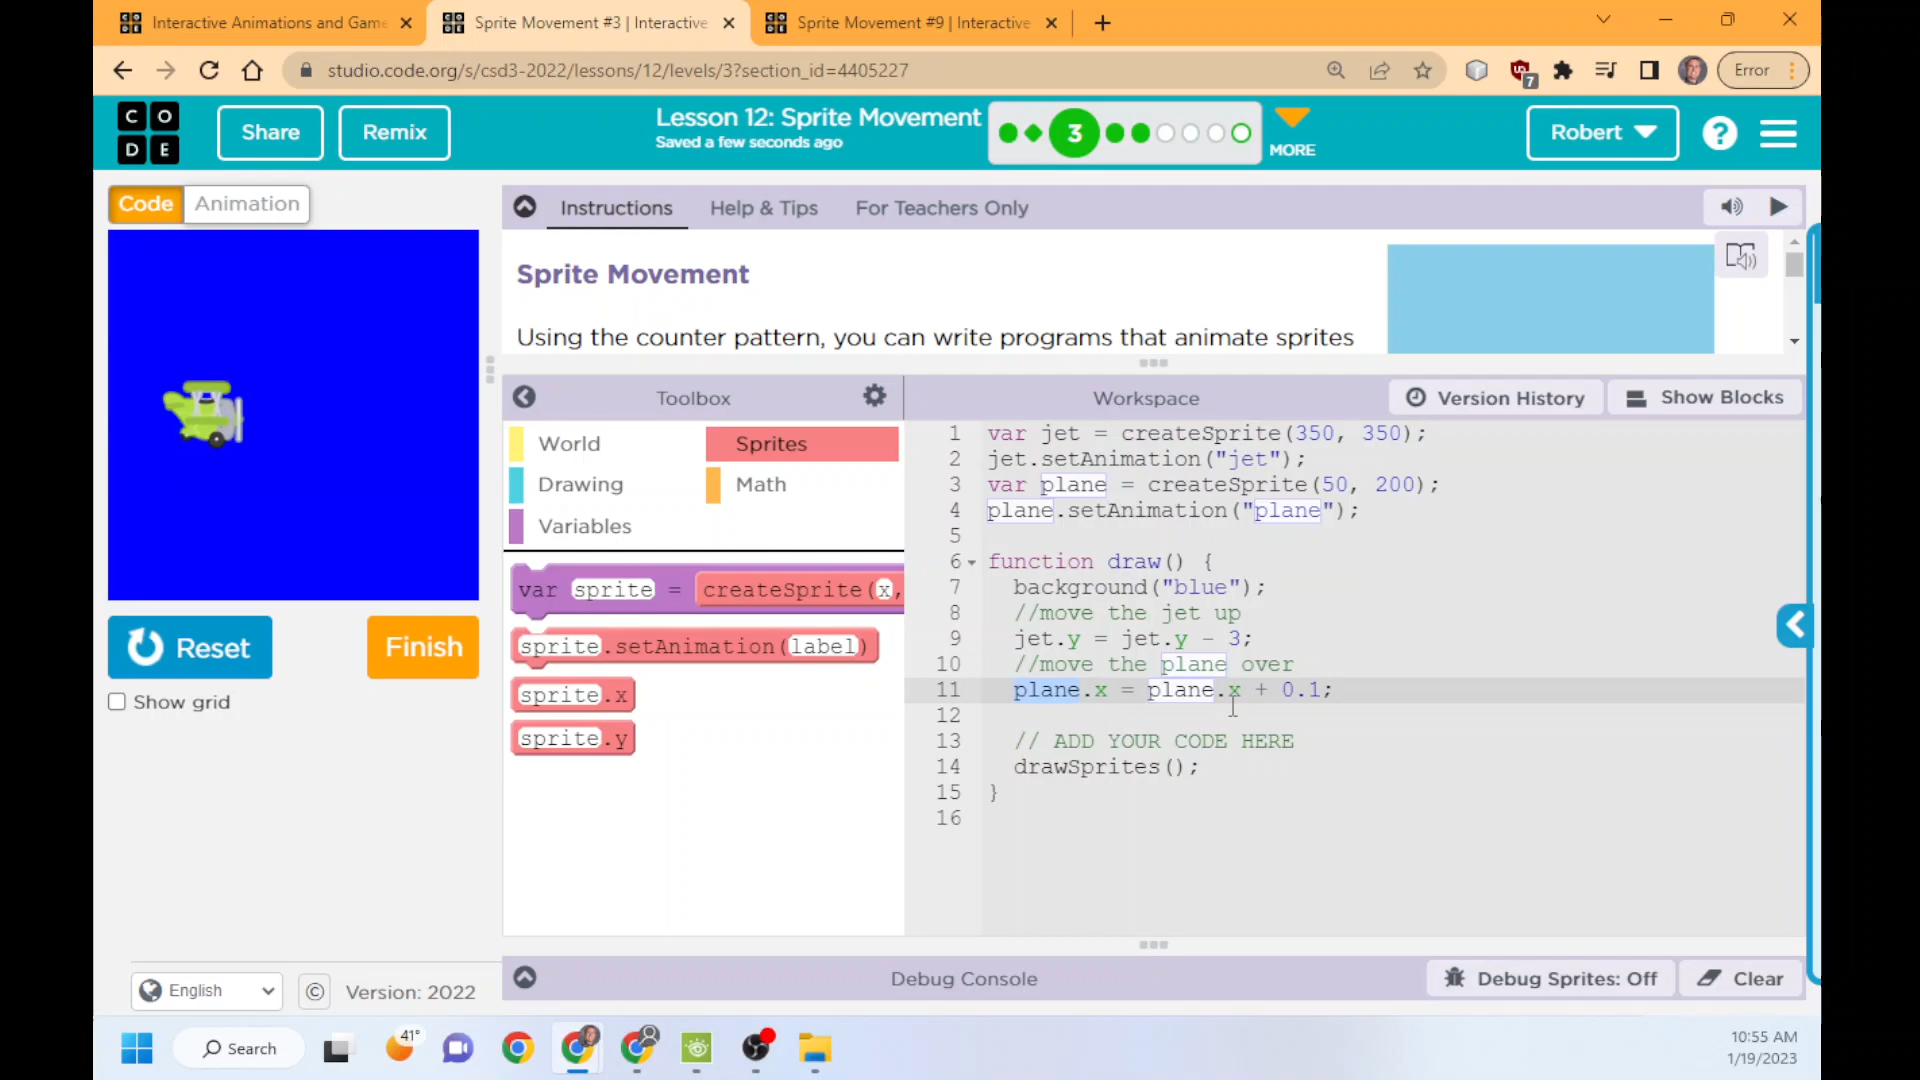 Interactive Animations and Game
Sprite Movement #3 | Interactive
Sprite Movement #9 | Interactive
studio.code.org/s/csd3-2022/lessons/12/levels/3?section_id=4405227
7
Error
C O
D E
Share
Remix
Lesson 12: Sprite Movement
Saved a few seconds ago
3
MORE
Robert
?
Code
Animation
Instructions
Help & Tips
For Teachers Only
Sprite Movement
Using the counter pattern, you can write programs that animate sprites
Reset
Finish
Show grid
Toolbox
Workspace
Version History
Show Blocks
World
Sprites
Drawing
Math
Variables
var sprite = createSprite(x,
sprite.setAnimation(label)
sprite.x
sprite.y
1 var jet = createSprite(350, 350);
2 jet.setAnimation("jet");
3 var plane = createSprite(50, 200);
4 plane.setAnimation("plane");
5
6 function draw() {
7 background("blue");
8 //move the jet up
9 jet.y = jet.y - 3;
10 //move the plane over
11 plane.x = plane.x + 0.1;
12
13 // ADD YOUR CODE HERE
14 drawSprites();
15 }
16
English
©
Version: 2022
Debug Console
Debug Sprites: Off
Clear
Search
41°
10:55 AM
1/19/2023